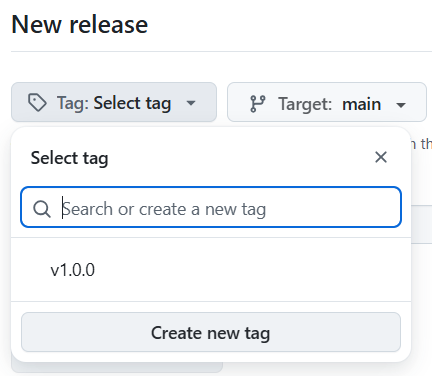 New release
Tag: Select tag
Target: main
Select tag
Search or create a new tag
v1.0.0
Create new tag